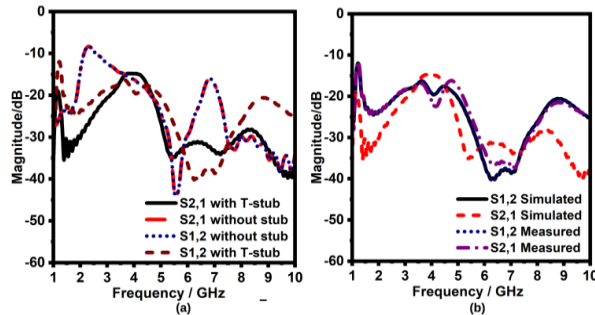 0
-10
-20
-30
-40
-50
-60
Magnitude/dB
S2,1 with T-stub
S2,1 without stub
S1,2 without stub
S1,2 with T-stub
1 2 3 4 5 6 7 8 9 10
Frequency / GHz
(a)
0
-20
-40
-60
Magnitude/dB
S1,2 Simulated
S2,1 Simulated
S1,2 Measured
S2,1 Measured
1 2 3 4 5 6 7 8 9 10
Frequency / GHz
(b)